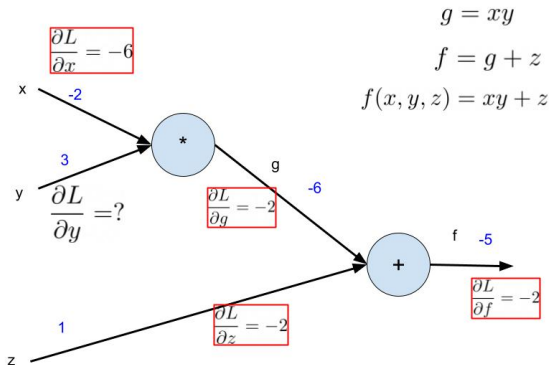 g = xy
f = g + z
f(x, y, z) = xy + z
∂L/∂x = −6
x
-2
*
3
y
∂L/∂y =?
g
-6
∂L/∂g = −2
+
f
-5
∂L/∂f = −2
1
∂L/∂z = −2
z